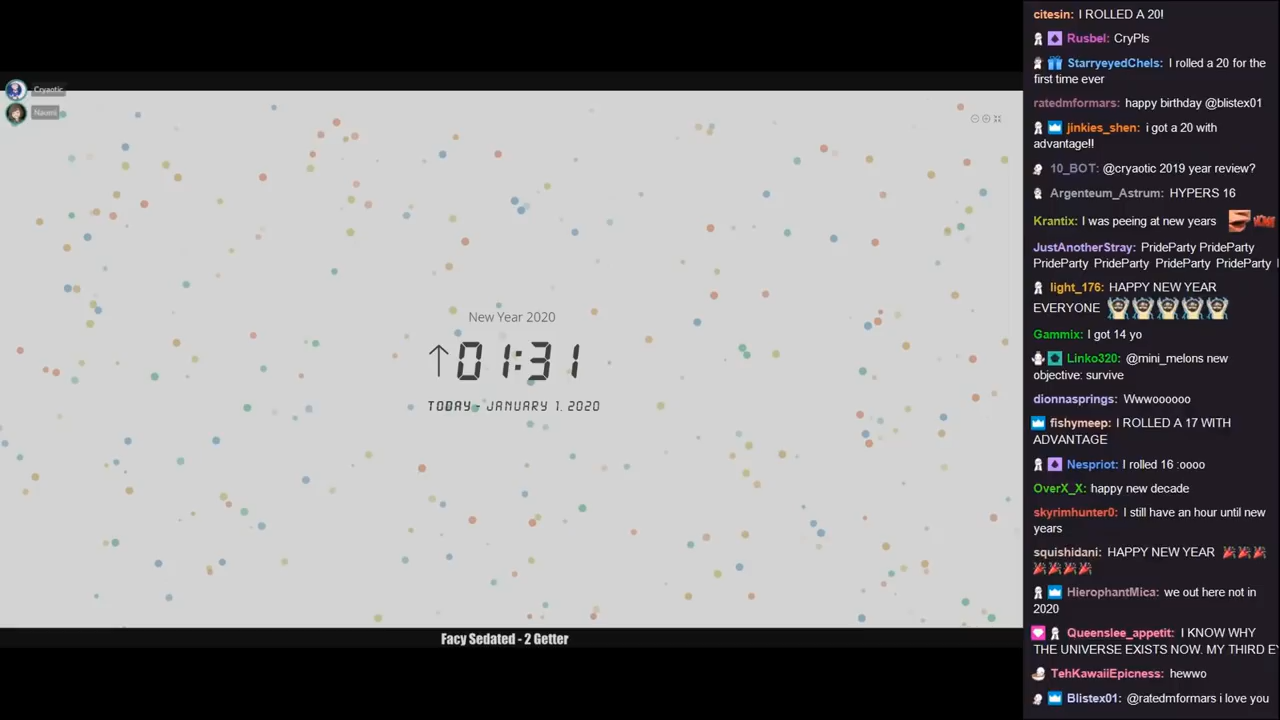 Cryaotic
Naomi
New Year 2020
↑01:31
TODAY - JANUARY 1, 2020
Facy Sedated - 2 Getter
citesin: I ROLLED A 20!
Rusbel: CryPls
StarryeyedChels: I rolled a 20 for the
first time ever
ratedmformars: happy birthday @blistex01
jinkies_shen: i got a 20 with
advantage!!
10_BOT: @cryaotic 2019 year review?
Argenteum_Astrum: HYPERS 16
Krantix: I was peeing at new years
JustAnotherStray: PrideParty PrideParty
PrideParty PrideParty PrideParty PrideParty
light_176: HAPPY NEW YEAR
EVERYONE
Gammix: I got 14 yo
Linko320: @mini_melons new
objective: survive
dionnasprings: Wwwoooooo
fishymeep: I ROLLED A 17 WITH
ADVANTAGE
Nespriot: I rolled 16 :oooo
OverX_X: happy new decade
skyrimhunter0: I still have an hour until new
years
squishidani: HAPPY NEW YEAR 🎉🎉🎉
🎉🎉🎉🎉
HierophantMica: we out here not in
2020
Queenslee_appetit: I KNOW WHY
THE UNIVERSE EXISTS NOW. MY THIRD E
TehKawaiiEpicness: hewwo
Blistex01: @ratedmformars i love you